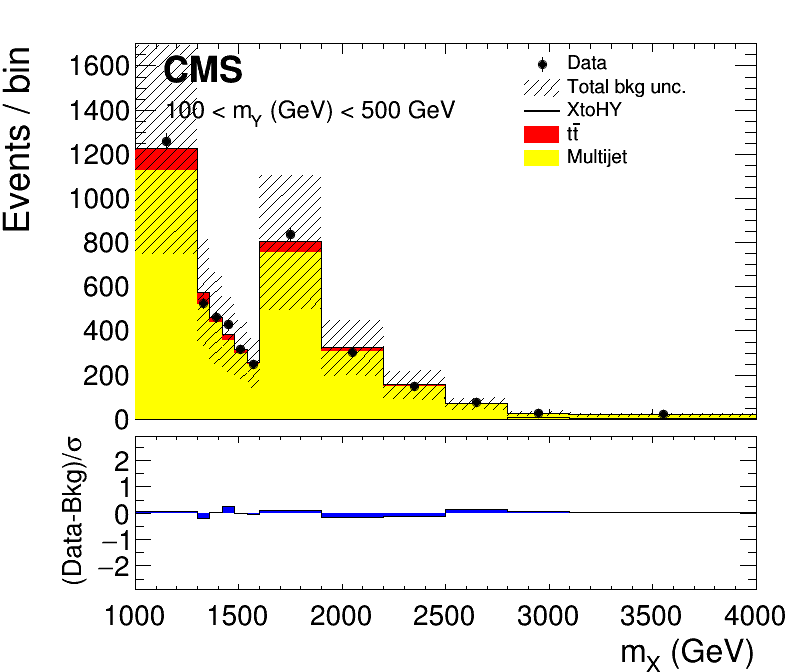 Events / bin
1600
1400
1200
1000
800
600
400
200
0
CMS
100 < m_Y (GeV) < 500 GeV
Data
Total bkg unc.
XtoHY
tt̄
Multijet
(Data-Bkg)/σ
2
1
0
−1
−2
1000 1500 2000 2500 3000 3500 4000
m_X (GeV)